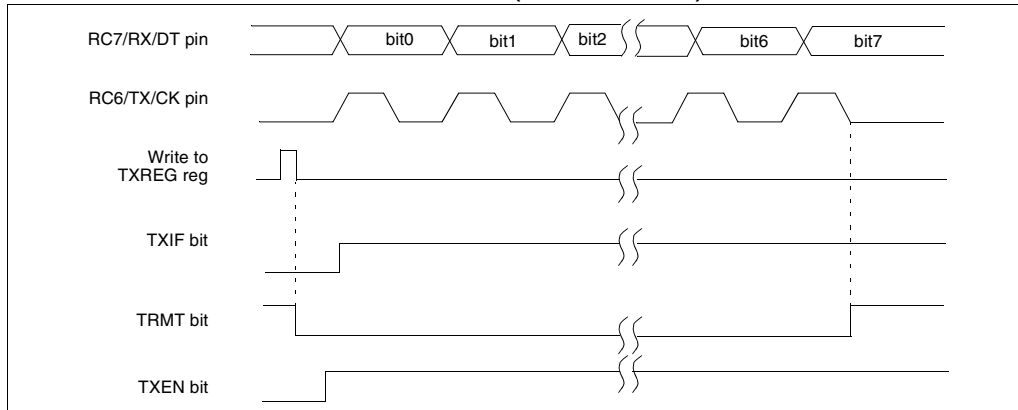 RC7/RX/DT pin
bit0
bit1
bit2
bit6
bit7
RC6/TX/CK pin
Write to
TXREG reg
TXIF bit
TRMT bit
TXEN bit